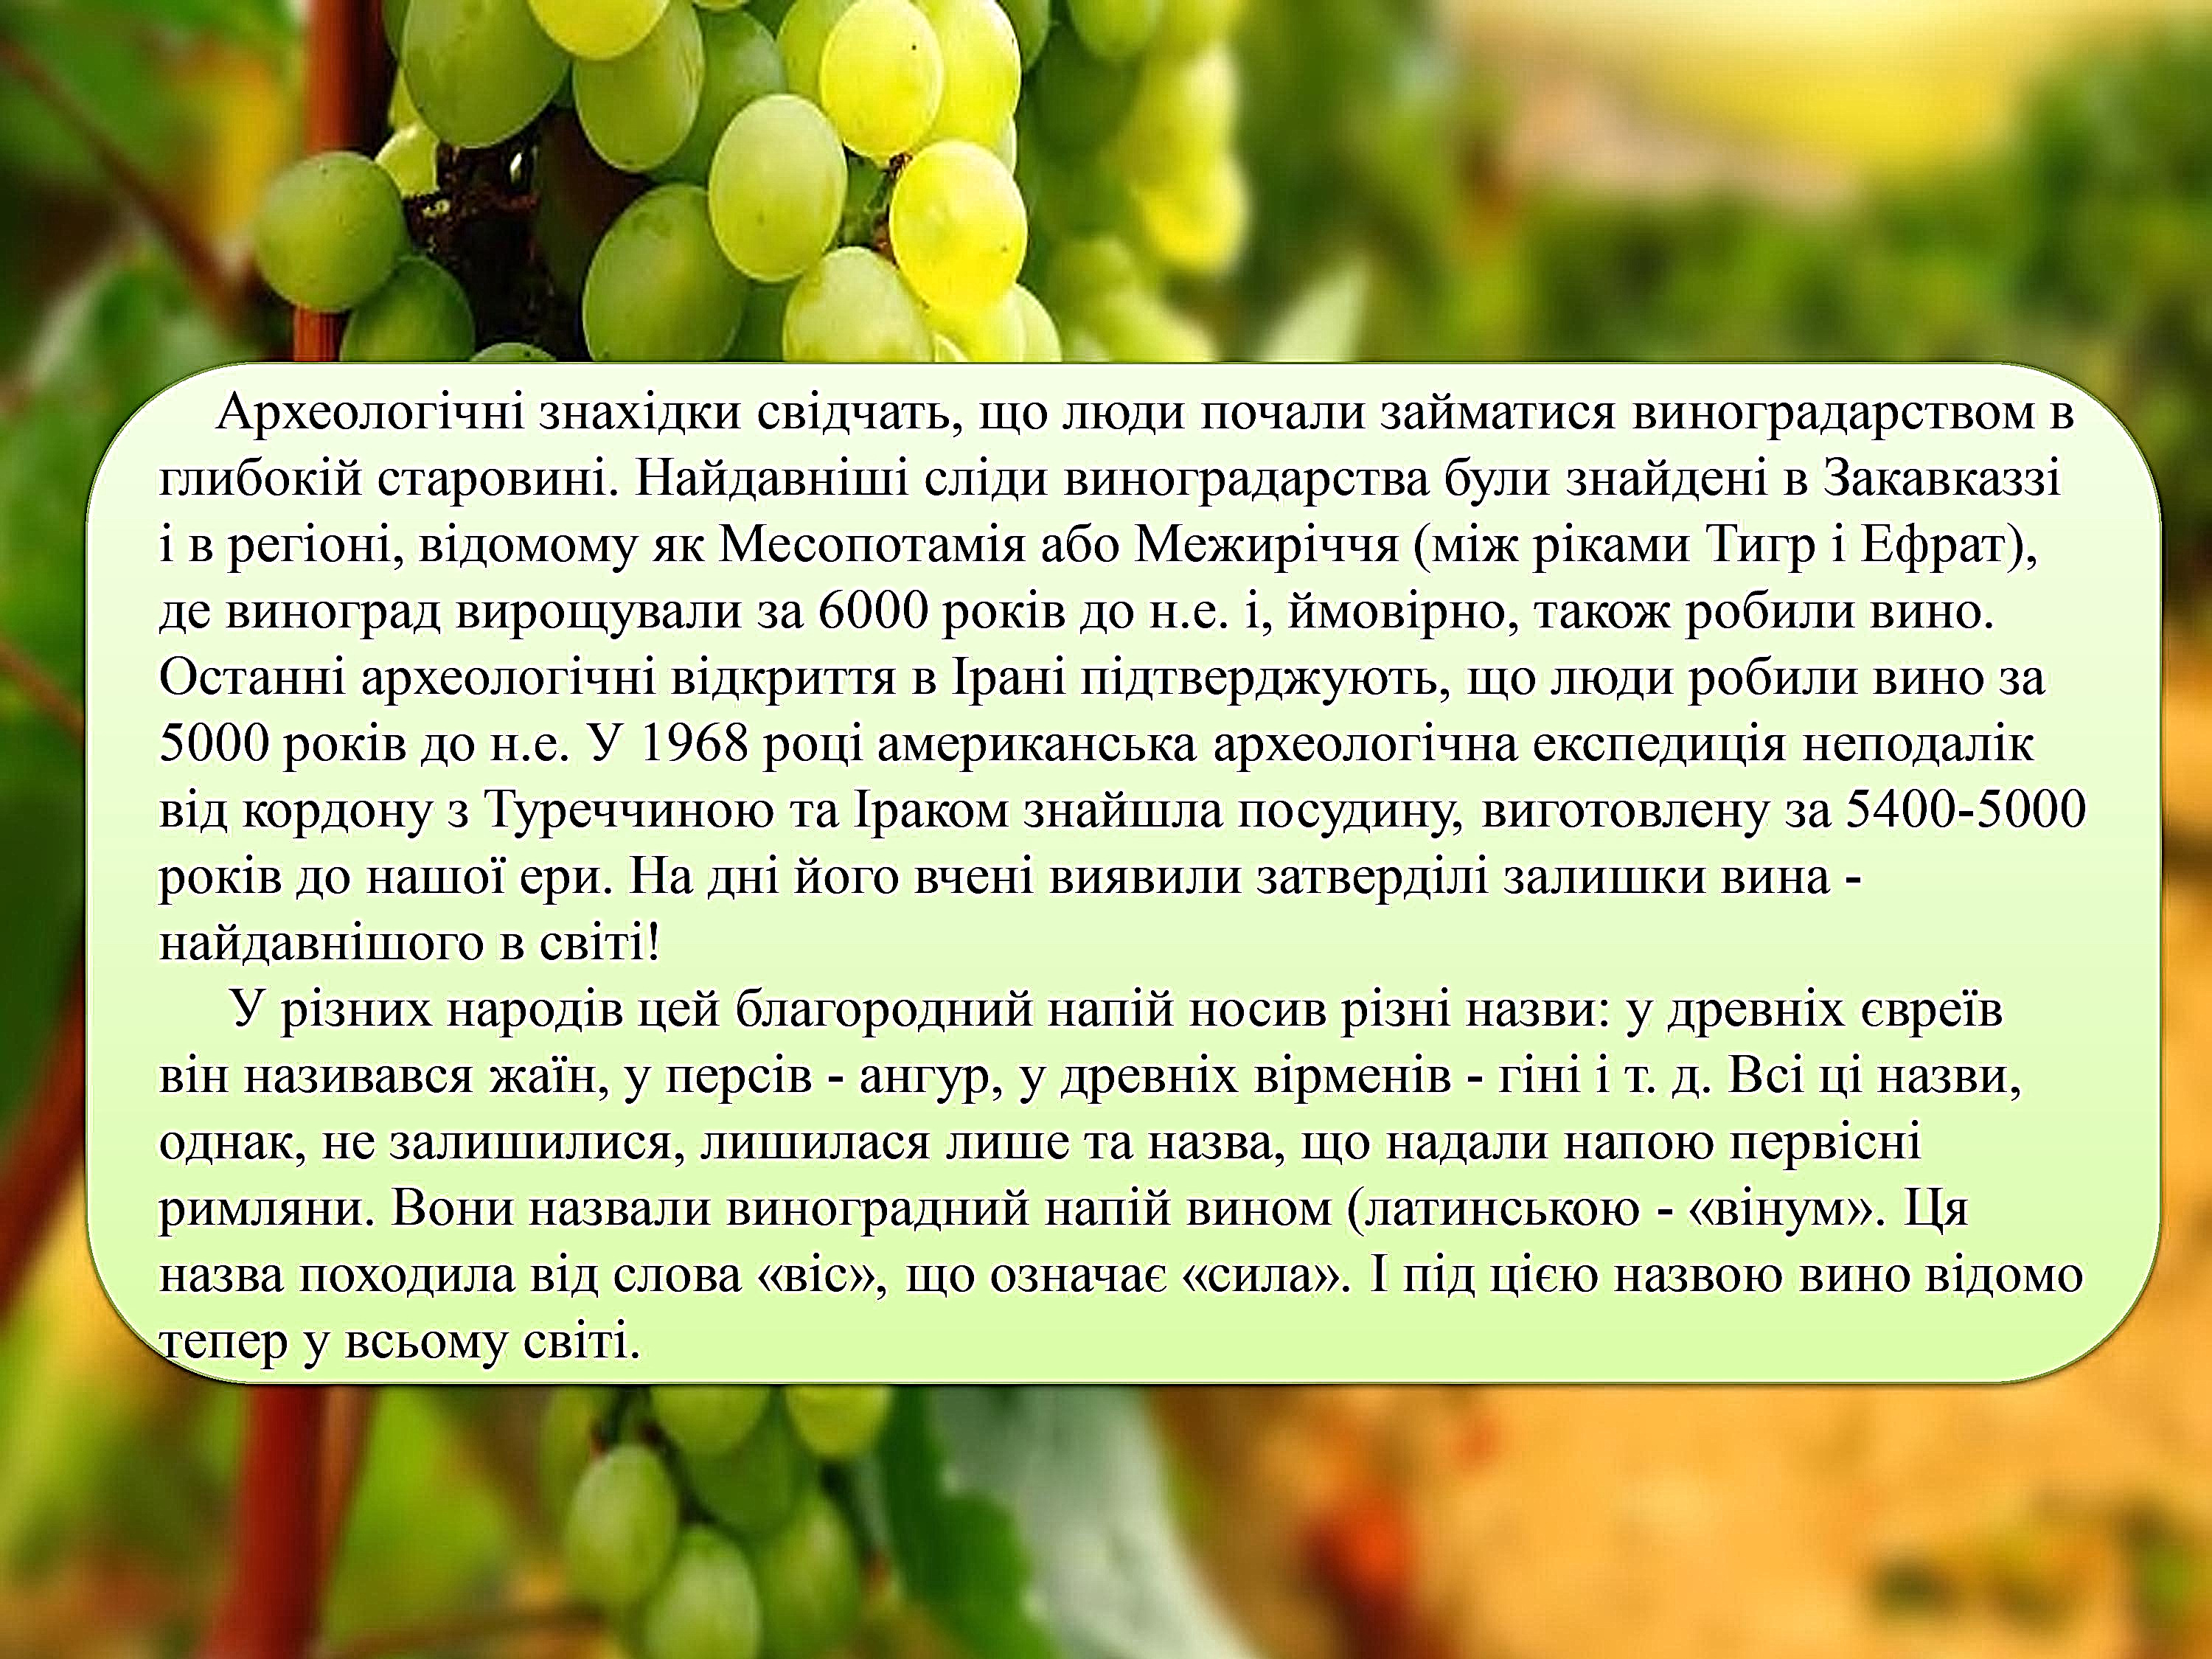 Археологічні знахідки свідчать, що люди почали займатися виноградарством в
глибокій старовині. Найдавніші сліди виноградарства були знайдені в Закавказзі
і в регіоні, відомому як Месопотамія або Межиріччя (між ріками Тигр і Ефрат),
де виноград вирощували за 6000 років до н.е. і, ймовірно, також робили вино.
Останні археологічні відкриття в Ірані підтверджують, що люди робили вино за
5000 років до н.е. У 1968 році американська археологічна експедиція неподалік
від кордону з Туреччиною та Іраком знайшла посудину, виготовлену за 5400-5000
років до нашої ери. На дні його вчені виявили затверділі залишки вина -
найдавнішого в світі!
У різних народів цей благородний напій носив різні назви: у древніх євреїв
він називався жаїн, у персів - ангур, у древніх вірменів - гіні і т. д. Всі ці назви,
однак, не залишилися, лишилася лише та назва, що надали напою первісні
римляни. Вони назвали виноградний напій вином (латинською - «вінум». Ця
назва походила від слова «віс», що означає «сила». І під цією назвою вино відомо
тепер у всьому світі.